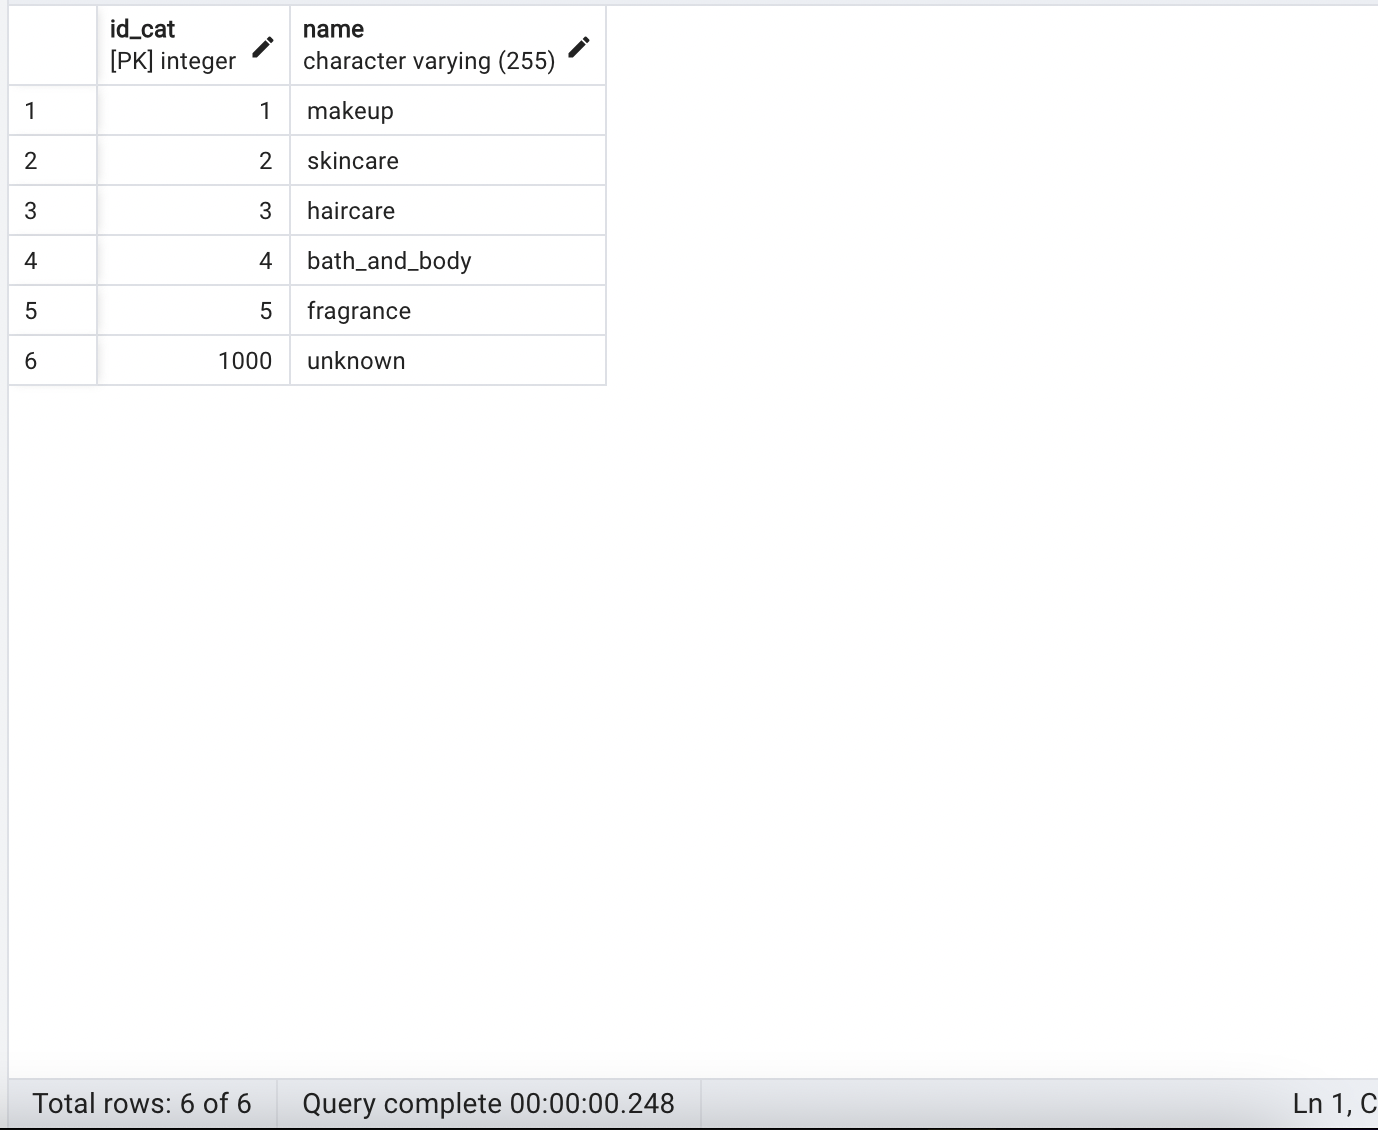 id_cat name
[PK] integer character varying (255)
1 1 makeup
2 2 skincare
3 3 haircare
4 4 bath_and_body
5 5 fragrance
6 1000 unknown
Total rows: 6 of 6 Query complete 00:00:00.248 Ln 1, C